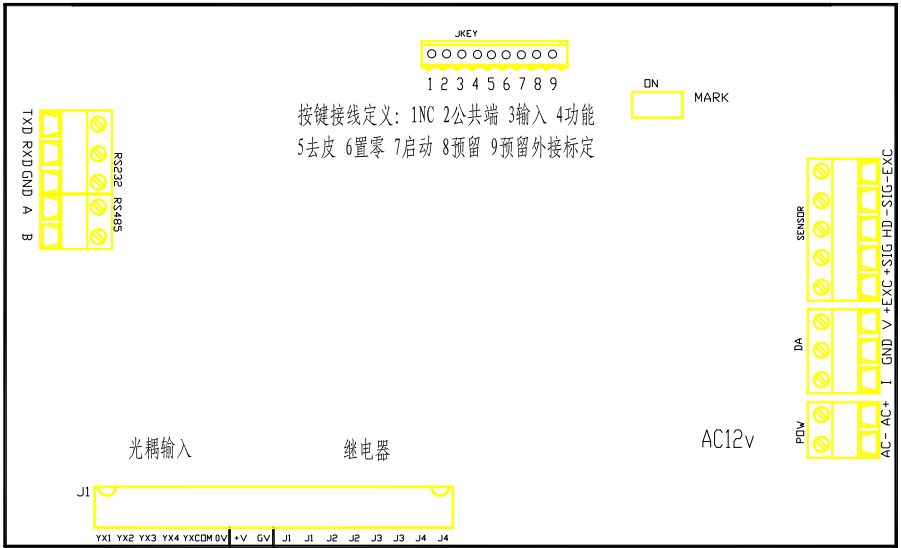 JKEY
1 2 3 4 5 6 7 8 9
按键接线定义: 1NC 2公共端 3输入 4功能
5去皮 6置零 7启动 8预留 9预留外接标定
ON
MARK
TXD RXD GND A B
RS232 RS485
SENSOR
+EXC +SIG HD -SIG -EXC
DA
I GND V
POW
AC- AC+
AC12v
光耦输入
继电器
J1
YX1 YX2 YX3 YX4 YXCOM 0V +V GV J1 J1 J2 J2 J3 J3 J4 J4